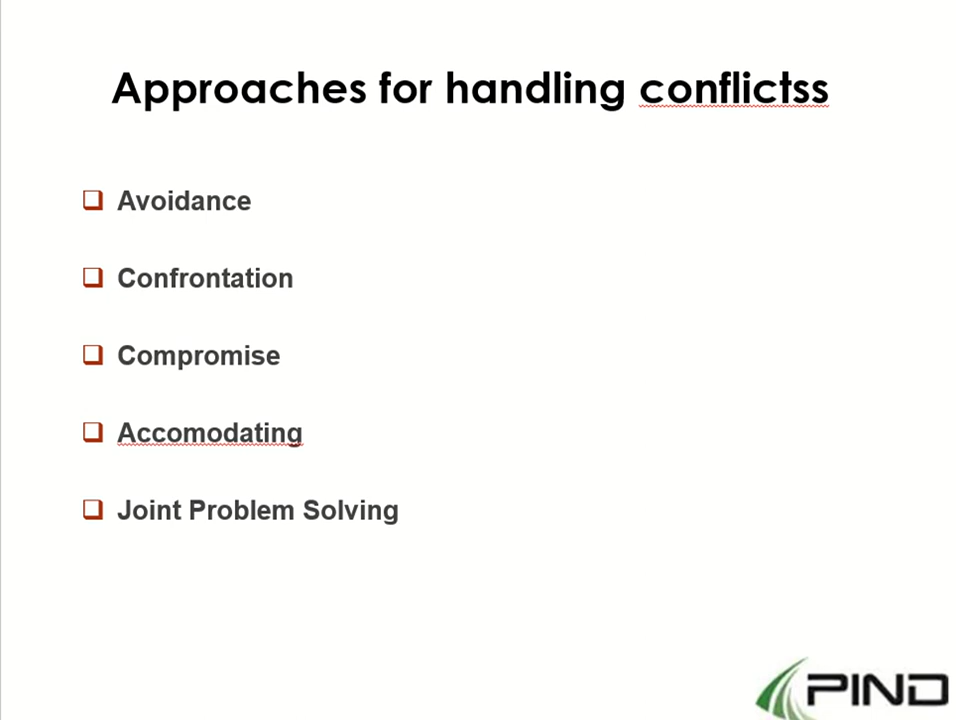 Approaches for handling conflictss
Avoidance
Confrontation
Compromise
Accomodating
Joint Problem Solving
PIND